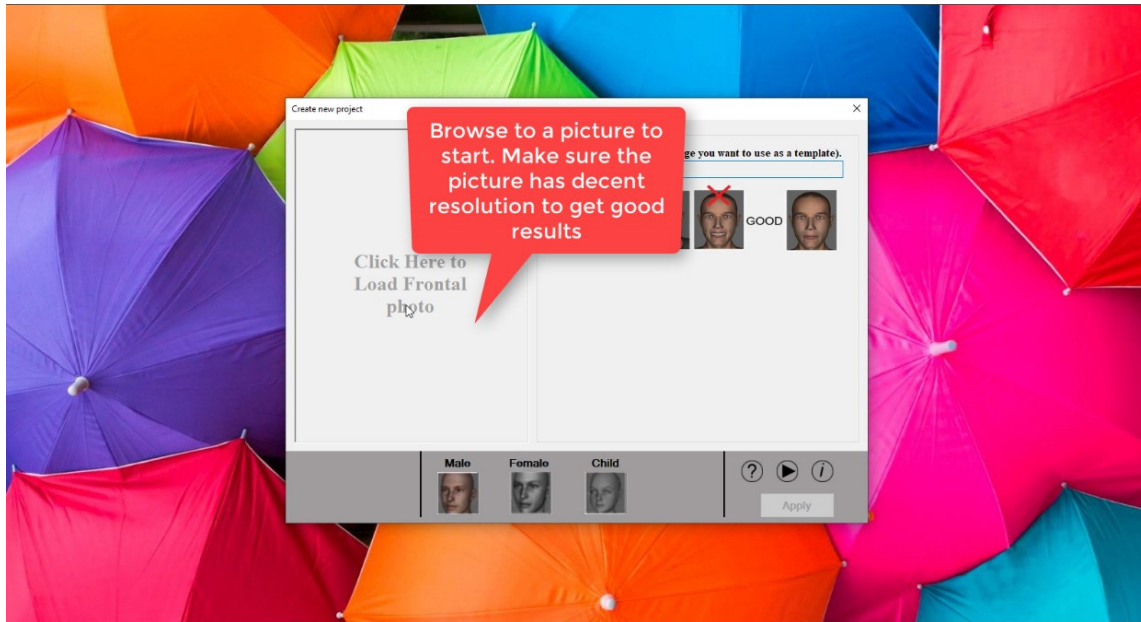 Create new project
Browse to a picture to
start. Make sure the
picture has decent
resolution to get good
results
ge you want to use as a template).
GOOD
Click Here to
Load Frontal
photo
Male
Female
Child
?
i
Apply